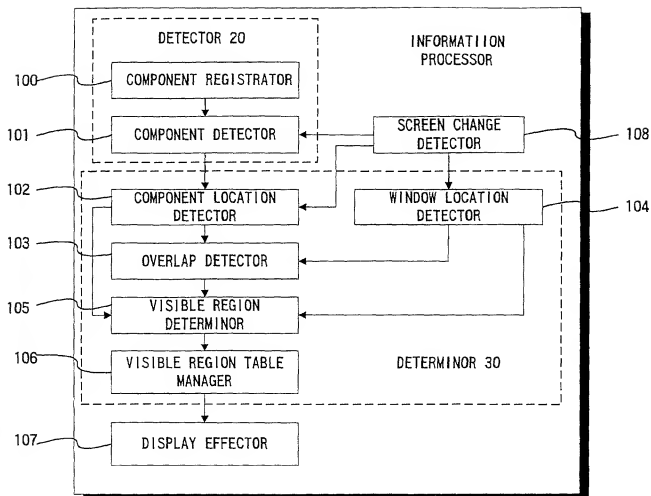 DETECTOR 20
INFORMATIION
PROCESSOR
100
COMPONENT REGISTRATOR
101
COMPONENT DETECTOR
SCREEN CHANGE
DETECTOR
108
102
COMPONENT LOCATION
DETECTOR
WINDOW LOCATION
DETECTOR
104
103
OVERLAP DETECTOR
105
VISIBLE REGION
DETERMINOR
106
VISIBLE REGION TABLE
MANAGER
DETERMINOR 30
107
DISPLAY EFFECTOR